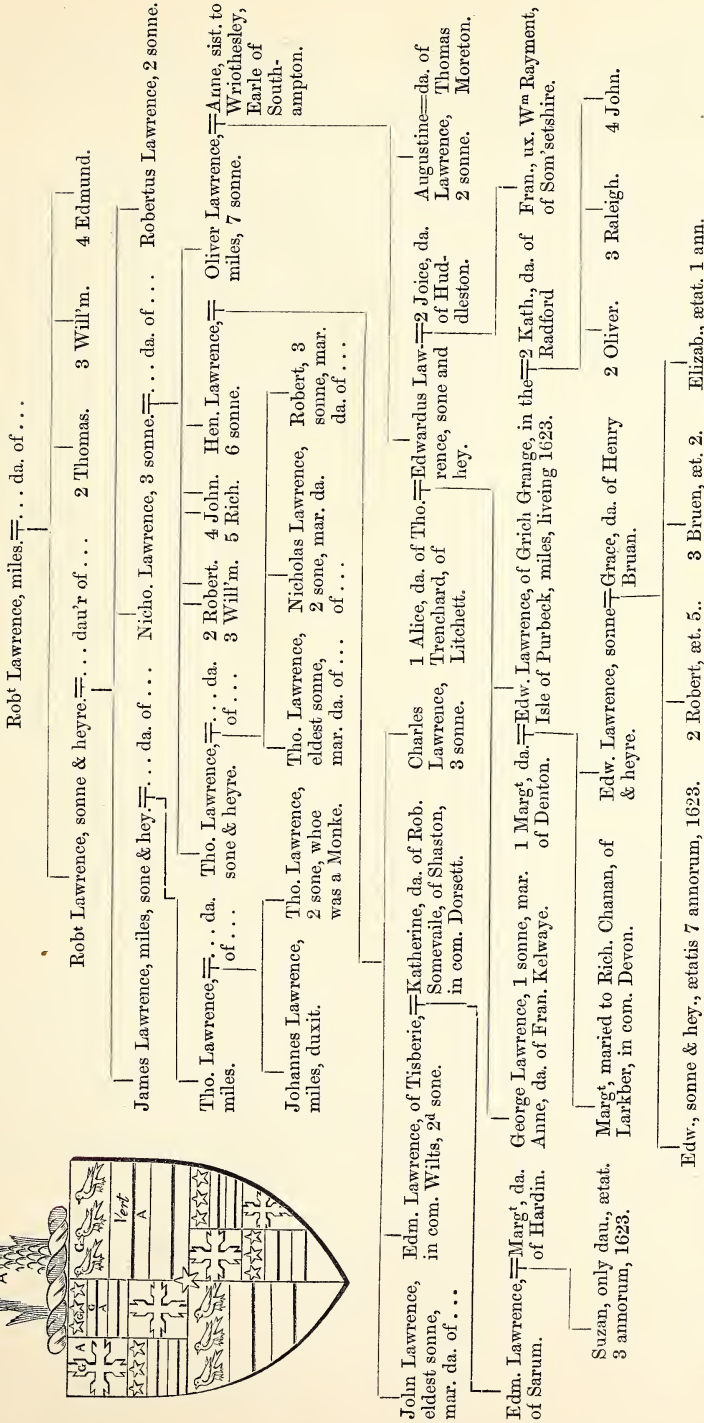 Robt Lawrence, miles.╤. . . da. of . . .
Robt Lawrence, sonne & heyre.╤. . . dau'r of . . .
2 Thomas.
3 Will'm.
4 Edmund.
James Lawrence, miles, sone & hey.╤. . . da. of . . .
Nicho. Lawrence, 3 sonne.╤. . . da. of . . .
Robertus Lawrence, 2 sonne.
Tho. Lawrence,╤. . . da.
miles. of . . .
Tho. Lawrence,╤. . . da.
sone & heyre. of . . .
2 Robert.
3 Will'm.
4 John.
5 Rich.
Hen. Lawrence,╤
6 sonne.
Oliver Lawrence,╤Anne, sist. to
miles, 7 sonne. Wriothesley,
Earle of
South-
ampton.
Johannes Lawrence,
miles, duxit.
Tho. Lawrence,
2 sone, whoe
was a Monke.
Tho. Lawrence,
eldest sonne,
mar. da. of . . .
Nicholas Lawrence,
2 sone, mar. da.
of . . .
Robert, 3
sonne, mar.
da. of . . .
John Lawrence,
eldest sonne,
mar. da. of . . .
Edm. Lawrence, of Tisberie,╤Katherine, da. of Rob.
in com. Wilts, 2d sone. Somevaile, of Shaston,
in com. Dorsett.
Charles
Lawrence,
3 sonne.
1 Alice, da. of Tho.╤Edwardus Law-╤2 Joice, da.
Trenchard, of rence, sone and of Hud-
Litchett. hey. dleston.
Augustine═da. of
Lawrence, Thomas
2 sonne. Moreton.
Edm. Lawrence,╤Margt, da.
of Sarum. of Hardin.
George Lawrence, 1 sonne, mar.
Anne, da. of Fran. Kelwaye.
1 Margt, da.╤Edw. Lawrence, of Grich Grange, in the╤2 Kath., da. of
of Denton. Isle of Purbeck, miles, liveing 1623. Radford
Fran., ux. Wm Rayment,
of Som'setshire.
Suzan, only dau., ætat.
3 annorum, 1623.
Margt, maried to Rich. Chanan, of
Larkber, in com. Devon.
Edw. Lawrence, sonne╤Grace, da. of Henry
& heyre. Bruan.
2 Oliver.
3 Raleigh.
4 John.
Edw., sonne & hey., ætatis 7 annorum, 1623.
2 Robert, æt. 5..
3 Bruen, æt. 2.
Elizab., ætat. 1 ann.
A
G
A
G
G
A
G
Vert
A